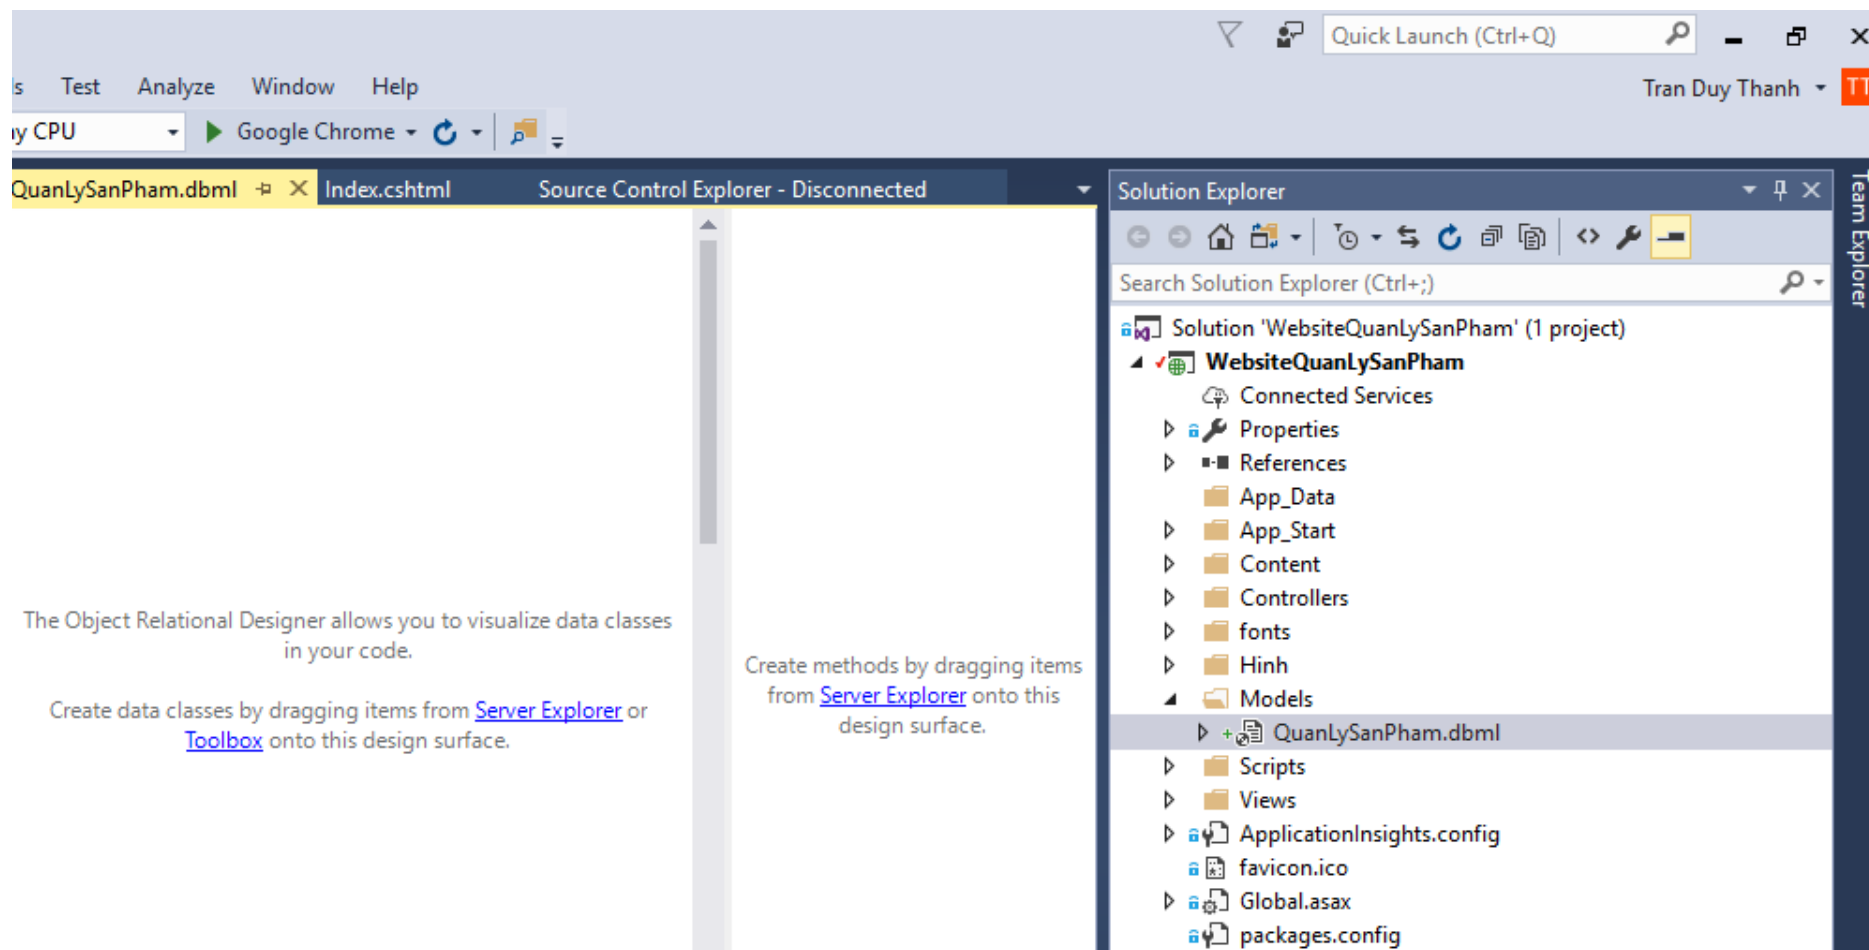 Quick Launch (Ctrl+Q)
Test Analyze Window Help
Tran Duy Thanh TT
CPU Google Chrome
QuanLySanPham.dbml Index.cshtml Source Control Explorer - Disconnected
The Object Relational Designer allows you to visualize data classes
in your code.
Create data classes by dragging items from Server Explorer or
Toolbox onto this design surface.
Create methods by dragging items
from Server Explorer onto this
design surface.
Solution Explorer
Search Solution Explorer (Ctrl+;)
Solution 'WebsiteQuanLySanPham' (1 project)
WebsiteQuanLySanPham
Connected Services
Properties
References
App_Data
App_Start
Content
Controllers
fonts
Hinh
Models
QuanLySanPham.dbml
Scripts
Views
ApplicationInsights.config
favicon.ico
Global.asax
packages.config
Team Explorer